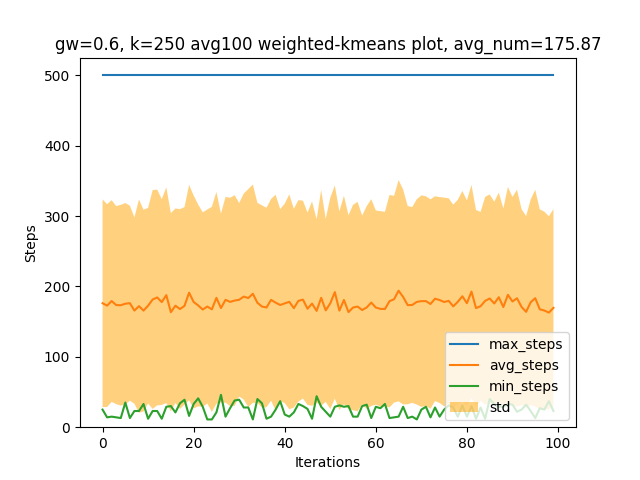 gw=0.6, k=250 avg100 weighted-kmeans plot, avg_num=175.87
500
400
300
200
100
0
Steps
max_steps
avg_steps
min_steps
std
0 20 40 60 80 100
Iterations